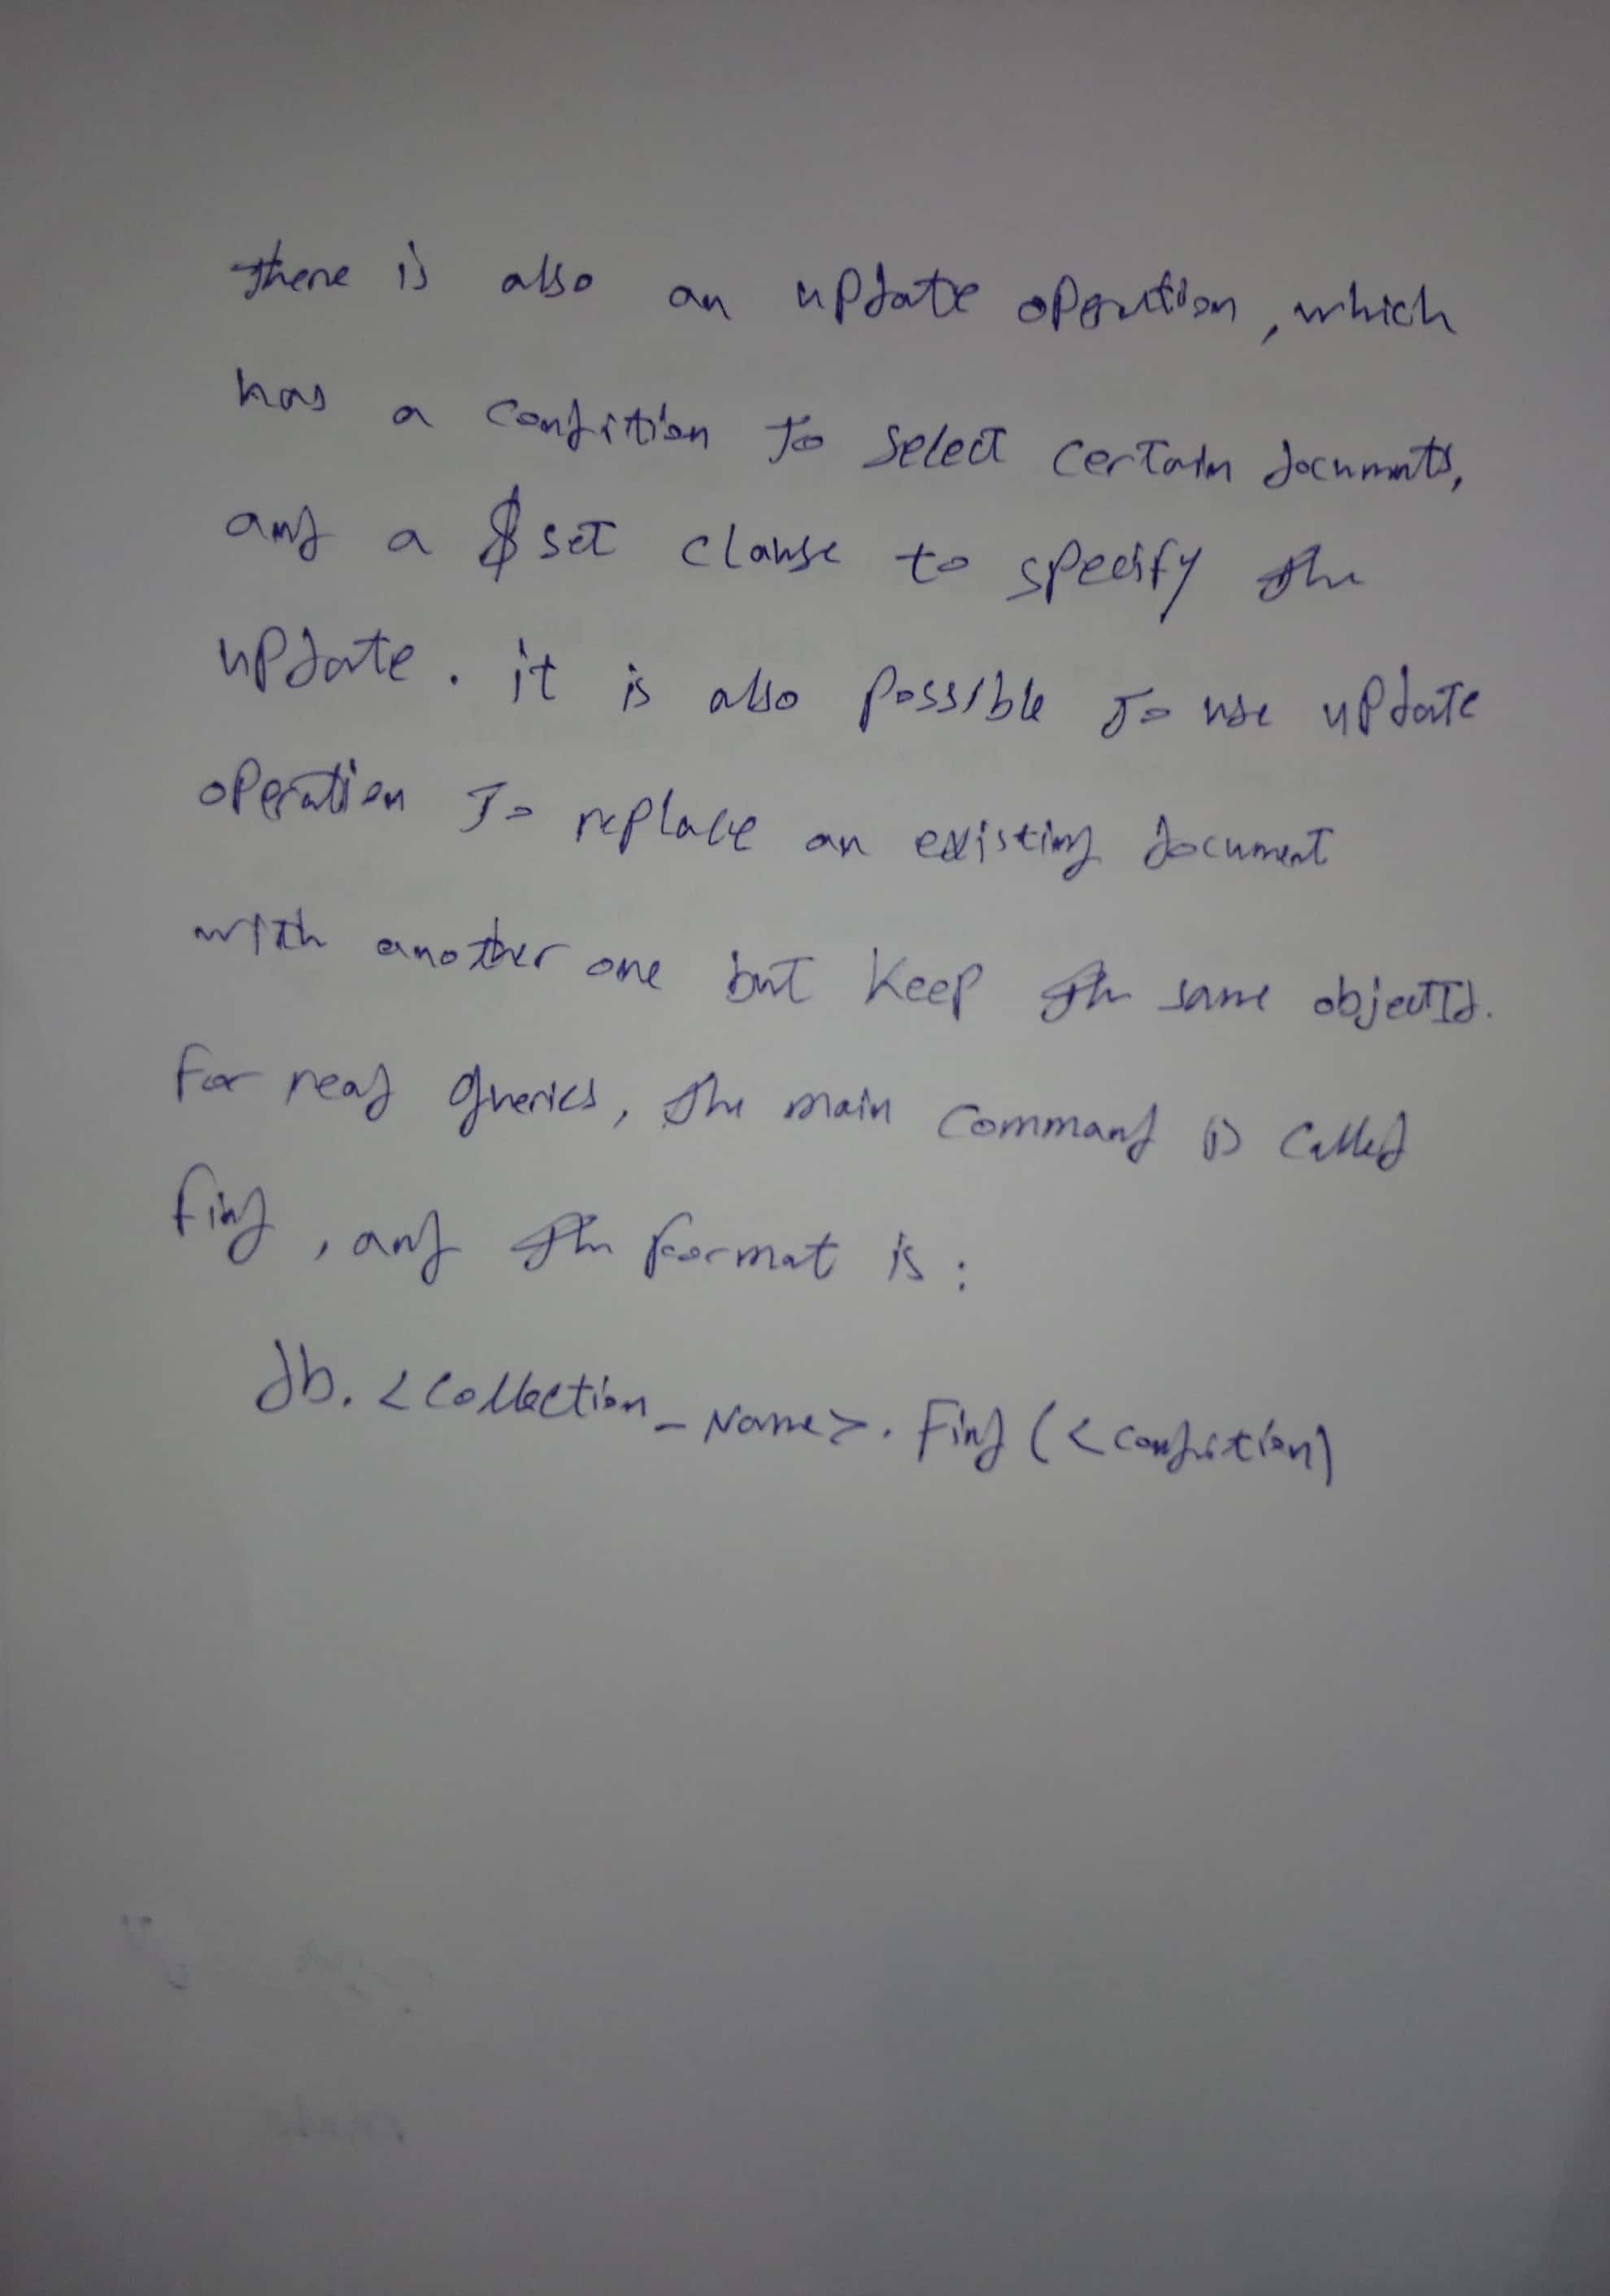 there is also an update operation, which
has a condition to select certain documents,
and a $set clause to specify the
update. it is also possible to use update
operation to replace an existing document
with another one but keep the same objectId.
For read queries, the main command is called
find, and the format is:
db.<collection_Name>.Find(<condition)